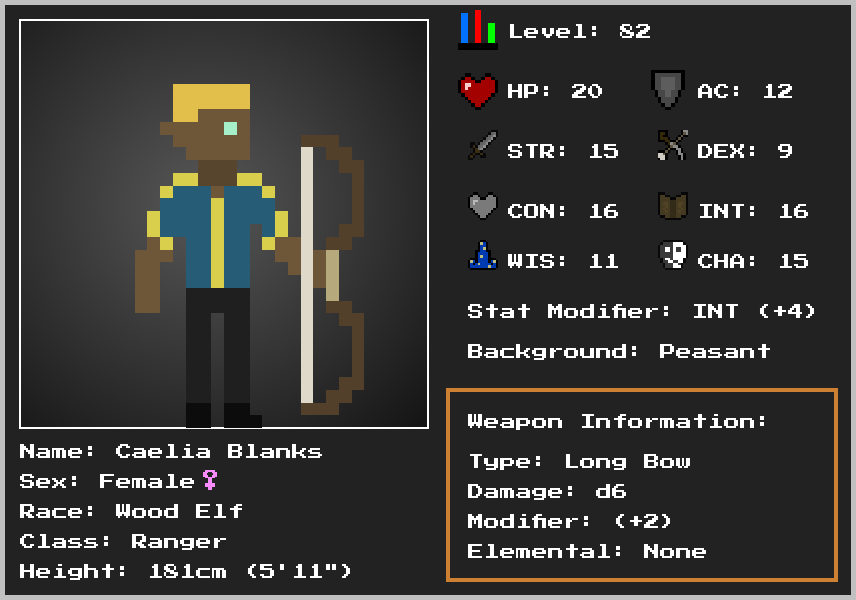 Level: 82
HP: 20
AC: 12
STR: 15
DEX: 9
CON: 16
INT: 16
WIS: 11
CHA: 15
Stat Modifier: INT (+4)
Background: Peasant
Weapon Information:
Type: Long Bow
Damage: d6
Modifier: (+2)
Elemental: None
Name: Caelia Blanks
Sex: Female♀
Race: Wood Elf
Class: Ranger
Height: 181cm (5'11")